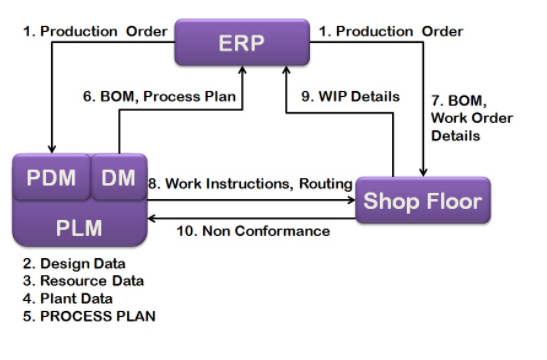 1. Production Order
ERP
1. Production Order
6. BOM, Process Plan
9. WIP Details
7. BOM,
Work Order
Details
PDM
DM
PLM
8. Work Instructions, Routing
Shop Floor
10. Non Conformance
2. Design Data
3. Resource Data
4. Plant Data
5. PROCESS PLAN